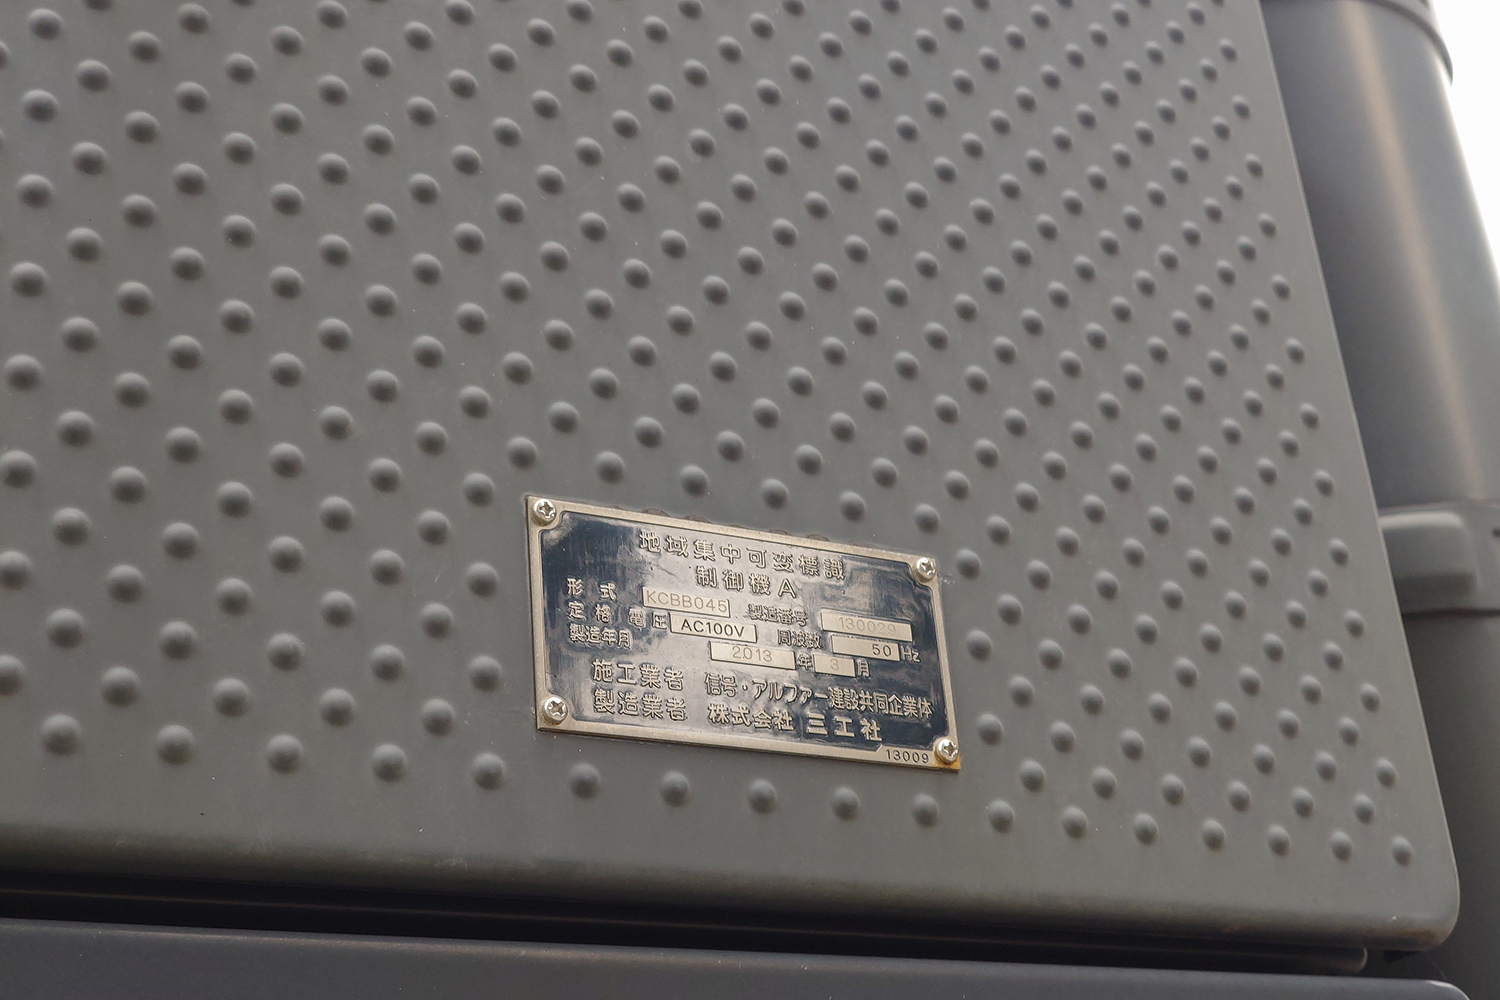 地域集中可変標識
制御機A
形式 KCBB045 製造番号 130029
定格電圧 AC100V 周波数 50 Hz
製造年月 2013 年 3 月
施工業者 信号・アルファー建設共同企業体
製造業者 株式会社 三工社
13009